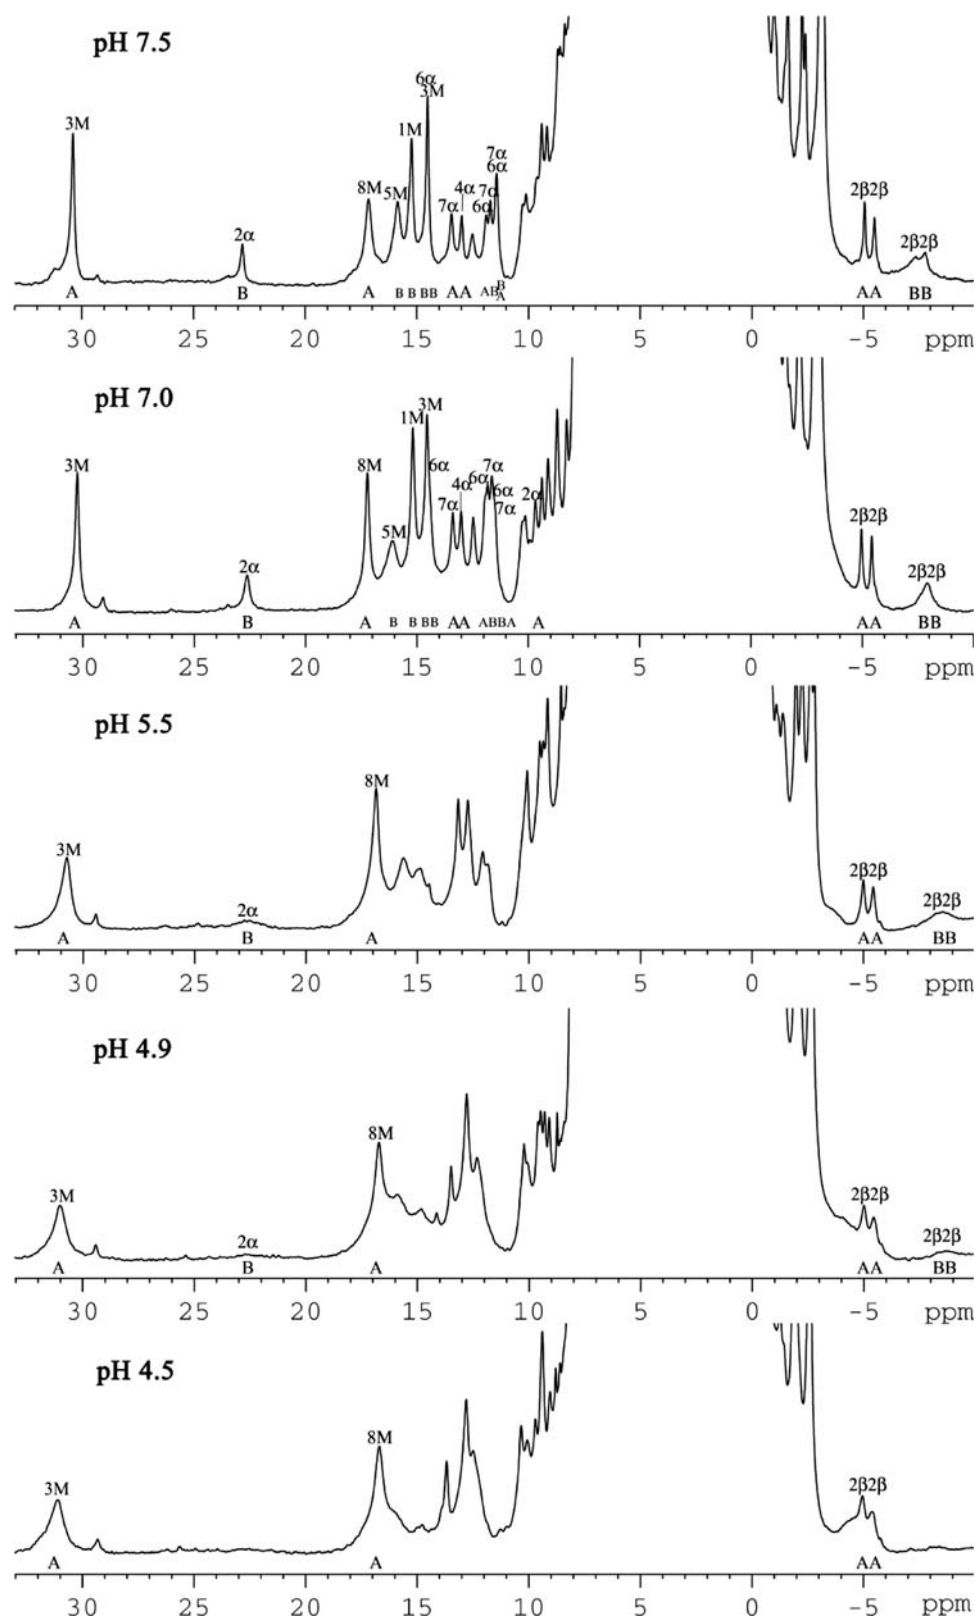 pH 7.5
6α
3M 3M
1M
7α
8M 5M 4α 7α 6α 2β2β
2α 7α 6α 2β2β
B
A B A B B BB AA AB A AA BB
30 25 20 15 10 5 0 -5 ppm
pH 7.0
3M
1M
3M 8M 6α 7α
4α 6α 6α 2α
5M 7α 7α 2β2β
2α 2β2β
A B A B B BB AA ABBA A AA BB
30 25 20 15 10 5 0 -5 ppm
pH 5.5
8M
3M 2β2β
2α 2β2β
A B A AA BB
30 25 20 15 10 5 0 -5 ppm
pH 4.9
8M
3M 2β2β
2α 2β2β
A B A AA BB
30 25 20 15 10 5 0 -5 ppm
pH 4.5
8M
3M 2β2β
A A AA
30 25 20 15 10 5 0 -5 ppm